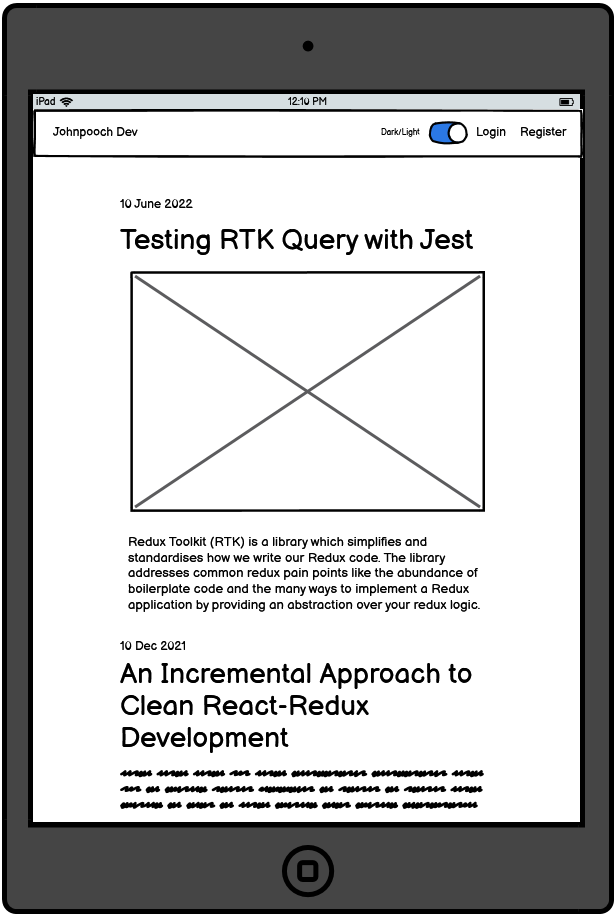 iPad 12:10 PM
Johnpooch Dev Dark/Light Login Register
10 June 2022
Testing RTK Query with Jest
Redux Toolkit (RTK) is a library which simplifies and
standardises how we write our Redux code. The library
addresses common redux pain points like the abundance of
boilerplate code and the many ways to implement a Redux
application by providing an abstraction over your redux logic.
10 Dec 2021
An Incremental Approach to
Clean React-Redux
Development